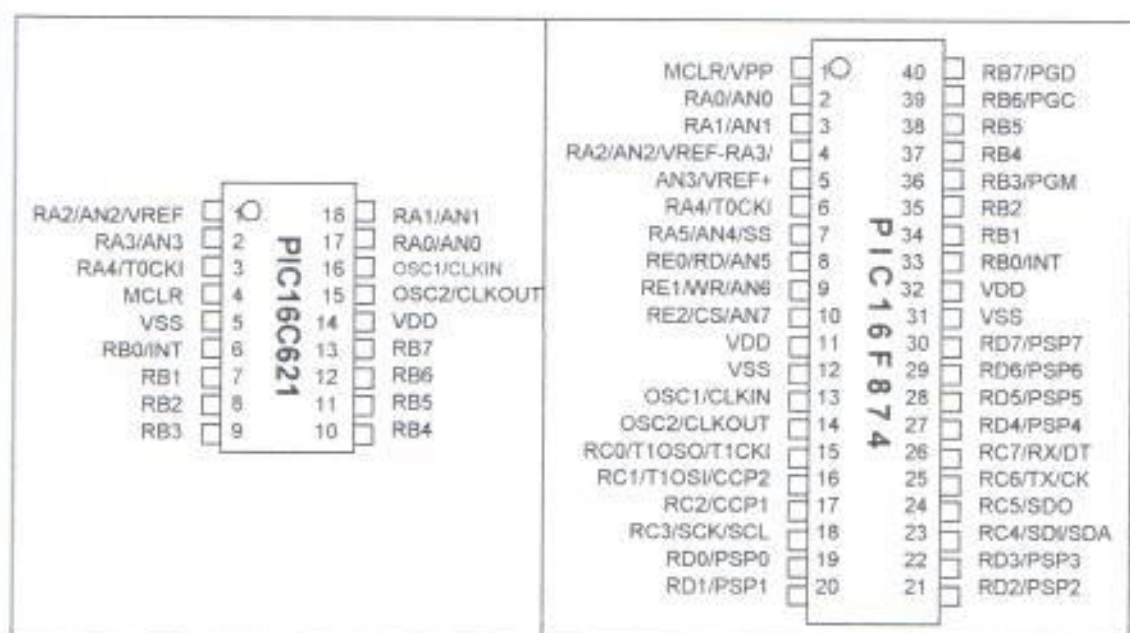 RA2/AN2/VREF 1 18 RA1/AN1
RA3/AN3 2 17 RA0/AN0
RA4/T0CKI 3 16 OSC1/CLKIN
MCLR 4 15 OSC2/CLKOUT
VSS 5 14 VDD
RB0/INT 6 13 RB7
RB1 7 12 RB6
RB2 8 11 RB5
RB3 9 10 RB4
PIC16C621
MCLR/VPP 1 40 RB7/PGD
RA0/AN0 2 39 RB6/PGC
RA1/AN1 3 38 RB5
RA2/AN2/VREF-RA3/ 4 37 RB4
AN3/VREF+ 5 36 RB3/PGM
RA4/T0CKI 6 35 RB2
RA5/AN4/SS 7 34 RB1
RE0/RD/AN5 8 33 RB0/INT
RE1/WR/AN6 9 32 VDD
RE2/CS/AN7 10 31 VSS
VDD 11 30 RD7/PSP7
VSS 12 29 RD6/PSP6
OSC1/CLKIN 13 28 RD5/PSP5
OSC2/CLKOUT 14 27 RD4/PSP4
RC0/T1OSO/T1CKI 15 26 RC7/RX/DT
RC1/T1OSI/CCP2 16 25 RC6/TX/CK
RC2/CCP1 17 24 RC5/SDO
RC3/SCK/SCL 18 23 RC4/SDI/SDA
RD0/PSP0 19 22 RD3/PSP3
RD1/PSP1 20 21 RD2/PSP2
PIC16F874